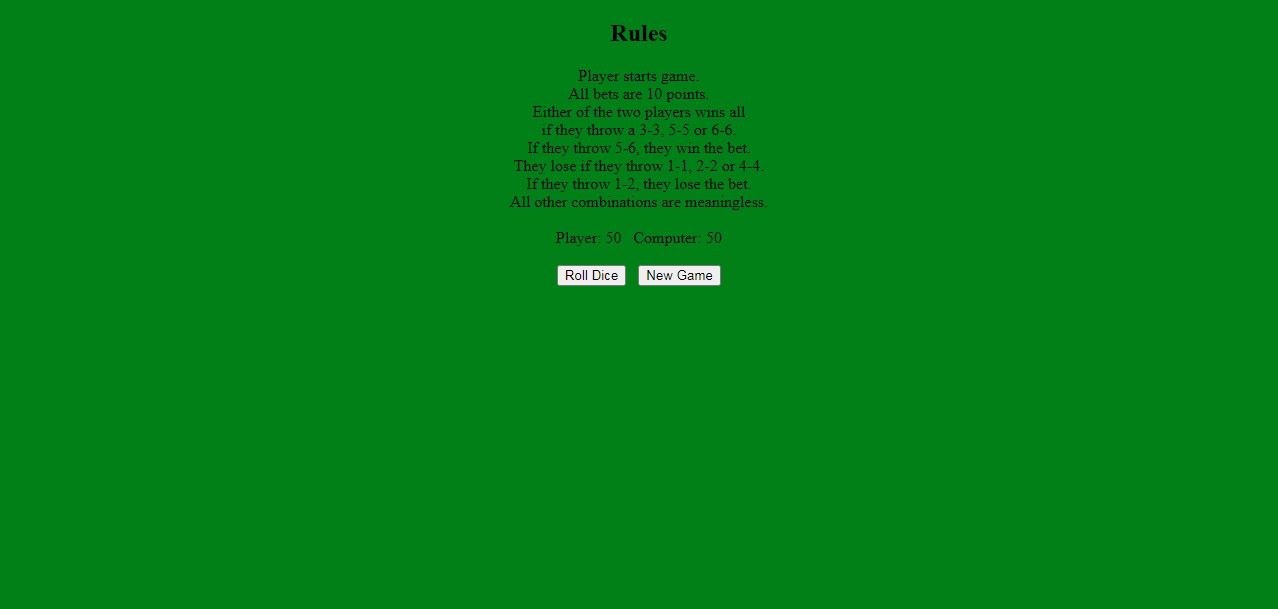 Rules
Player starts game.
All bets are 10 points.
Either of the two players wins all
if they throw a 3-3, 5-5 or 6-6.
If they throw 5-6, they win the bet.
They lose if they throw 1-1, 2-2 or 4-4.
If they throw 1-2, they lose the bet.
All other combinations are meaningless.
Player: 50 Computer: 50
Roll Dice New Game